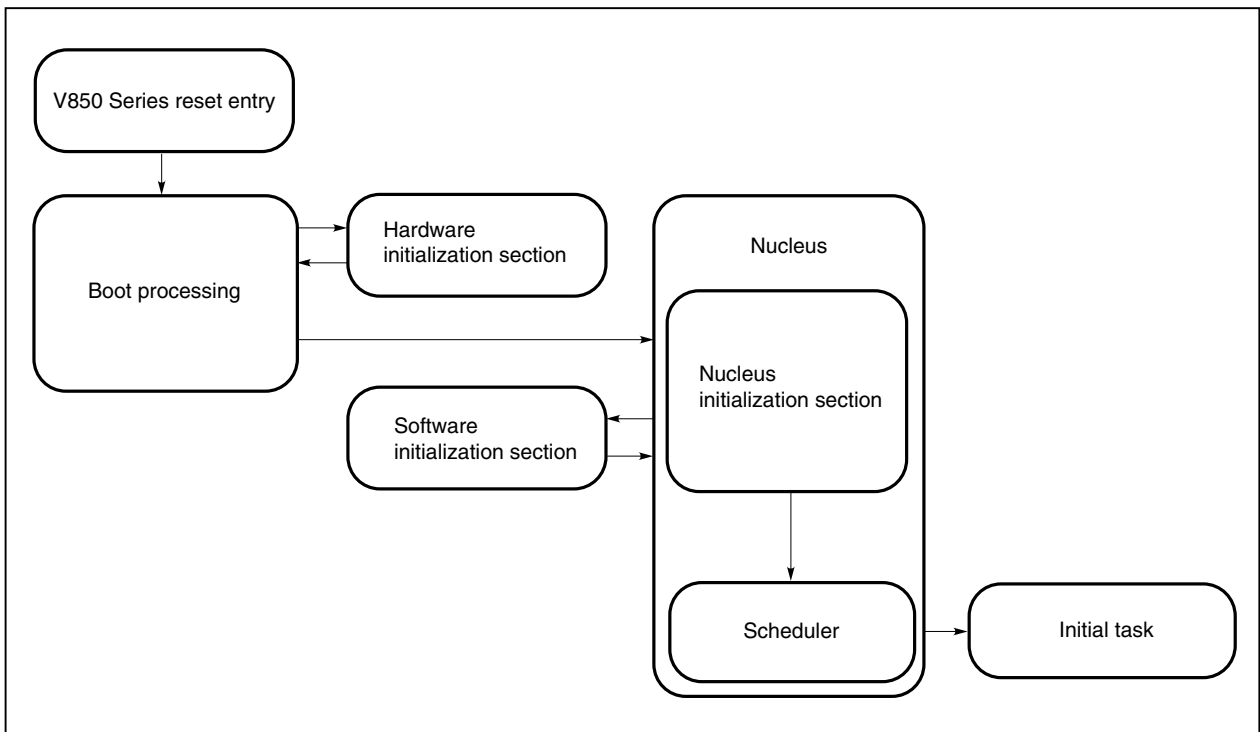 V850 Series reset entry
Boot processing
Hardware
initialization section
Nucleus
Nucleus
initialization section
Software
initialization section
Scheduler
Initial task